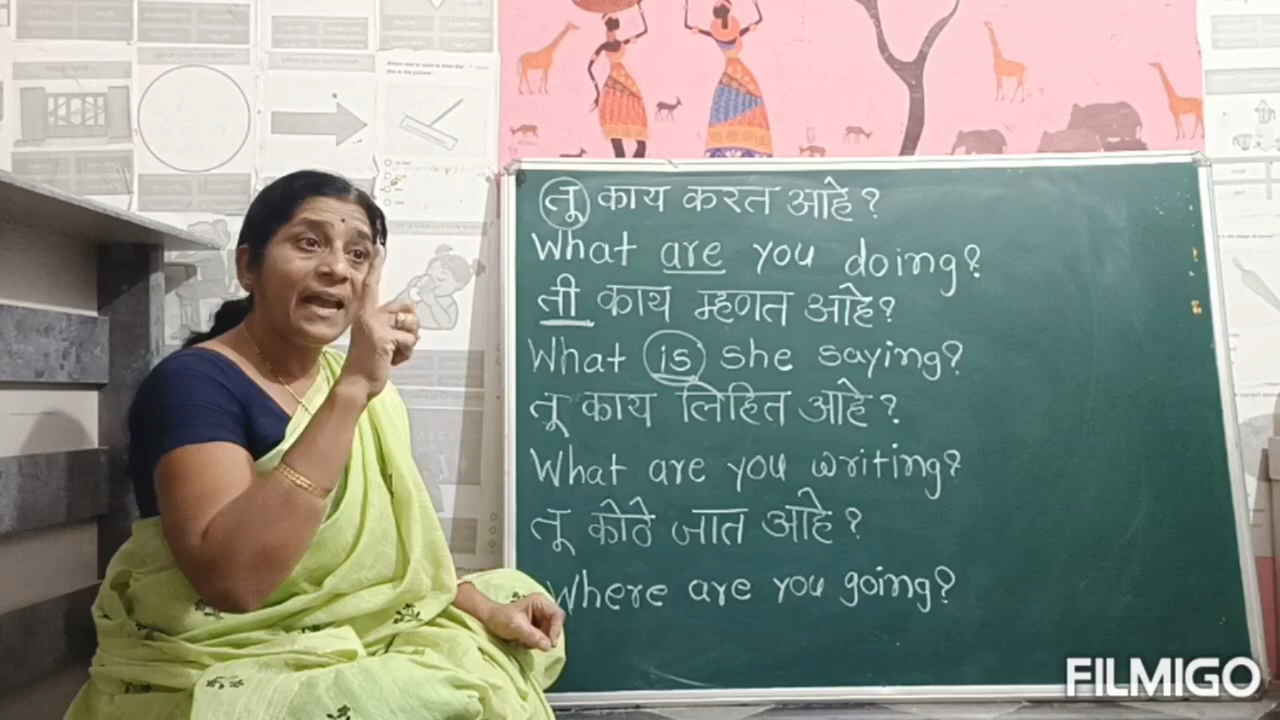 तू काय करत आहे?
What are you doing?
ती काय म्हणत आहे?
What is she saying?
तू काय लिहित आहे?
What are you writing?
तू कोठे जात आहे?
Where are you going?
FILMIGO